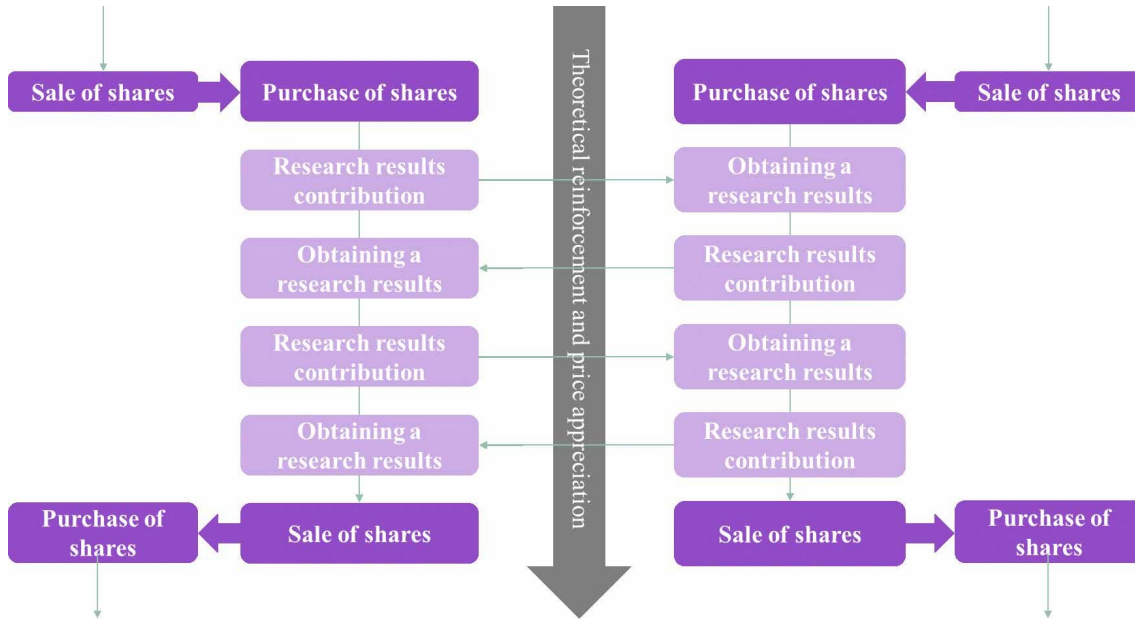 Sale of shares
Purchase of shares
Purchase of shares
Sale of shares
Theoretical reinforcement and price appreciation
Research results
contribution
Obtaining a
research results
Obtaining a
research results
Research results
contribution
Research results
contribution
Obtaining a
research results
Obtaining a
research results
Research results
contribution
Purchase of
shares
Sale of shares
Sale of shares
Purchase of
shares